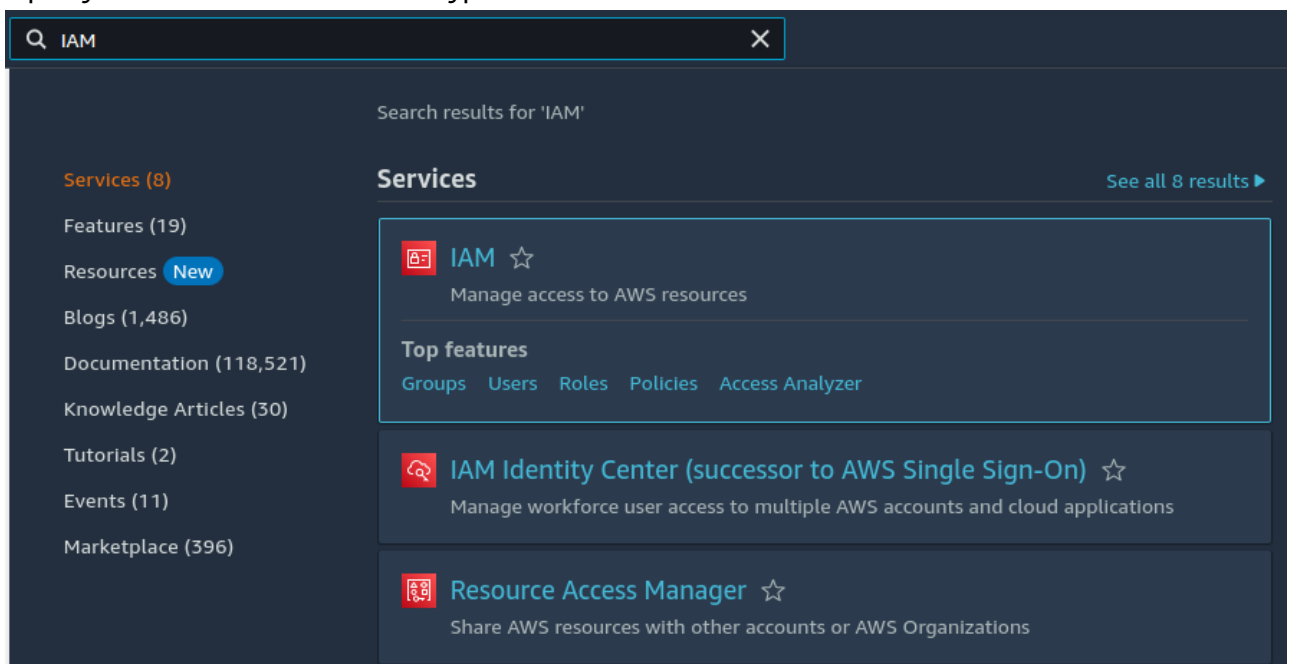 IAM
Search results for 'IAM'
Services (8)
Features (19)
Resources New
Blogs (1,486)
Documentation (118,521)
Knowledge Articles (30)
Tutorials (2)
Events (11)
Marketplace (396)
Services
See all 8 results
IAM
Manage access to AWS resources
Top features
Groups Users Roles Policies Access Analyzer
IAM Identity Center (successor to AWS Single Sign-On)
Manage workforce user access to multiple AWS accounts and cloud applications
Resource Access Manager
Share AWS resources with other accounts or AWS Organizations